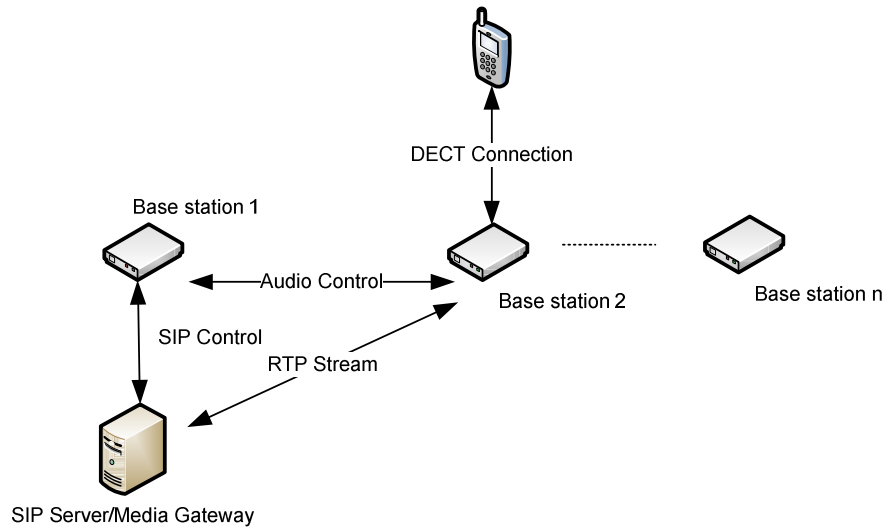 DECT Connection
Base station 1
Audio Control
Base station 2
Base station n
SIP Control
RTP Stream
SIP Server/Media Gateway